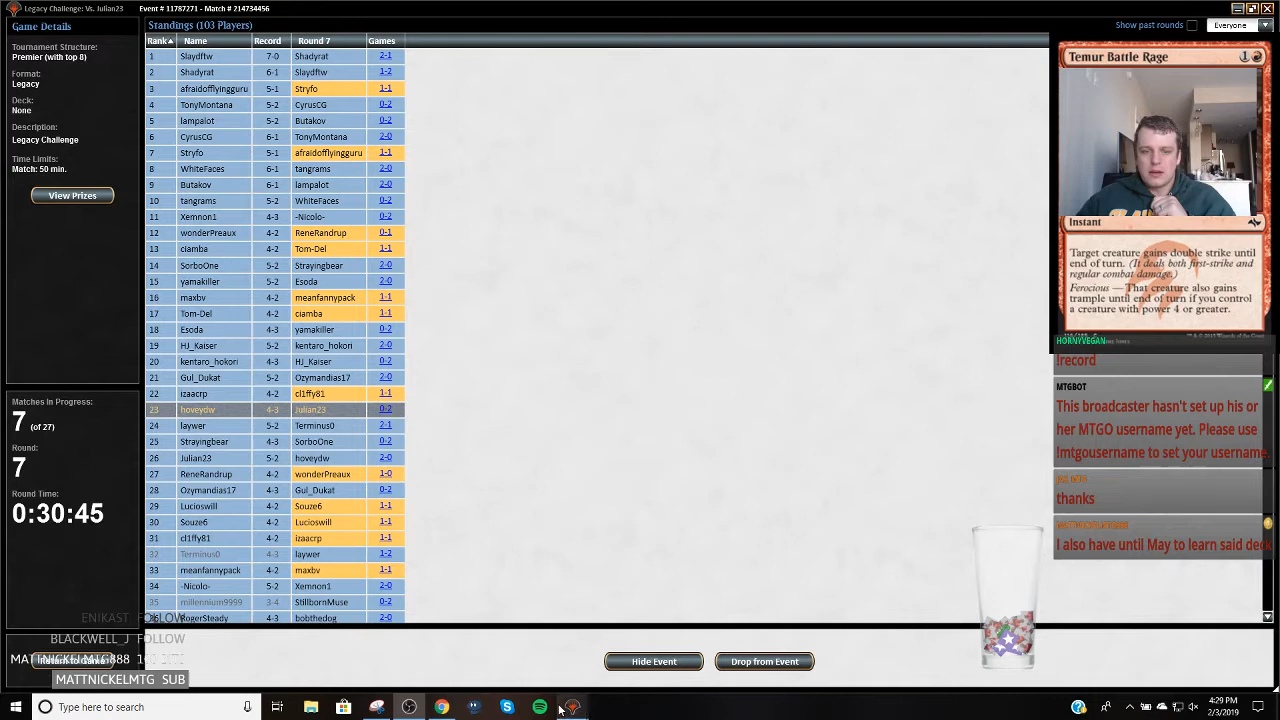 Legacy Challenge: Vs. Julian23 Event # 11787271 - Match # 214734456
Game Details
Tournament Structure:
Premier (with top 8)
Format:
Legacy
Deck:
None
Description:
Legacy Challenge
Time Limits:
Match: 50 min.
View Prizes
Matches In Progress:
7 (of 27)
Round:
7
Round Time:
0:30:45
Standings (103 Players)
Show past rounds
Everyone
Rank Name Record Round 7 Games
1 Slaydftw 7-0 Shadyrat 2-1
2 Shadyrat 6-1 Slaydftw 1-2
3 afraidofflyingguru 5-1 Stryfo 1-1
4 TonyMontana 5-2 CyrusCG 0-2
5 lampalot 5-2 Butakov 0-2
6 CyrusCG 6-1 TonyMontana 2-0
7 Stryfo 5-1 afraidofflyingguru 1-1
8 WhiteFaces 6-1 tangrams 2-0
9 Butakov 6-1 lampalot 2-0
10 tangrams 5-2 WhiteFaces 0-2
11 Xemnon1 4-3 -Nicolo- 0-2
12 wonderPreaux 4-2 ReneRandrup 0-1
13 ciamba 4-2 Tom-Del 1-1
14 SorboOne 5-2 Strayingbear 2-0
15 yamakiller 5-2 Esoda 2-0
16 maxbv 4-2 meanfannypack 1-1
17 Tom-Del 4-2 ciamba 1-1
18 Esoda 4-3 yamakiller 0-2
19 HJ_Kaiser 5-2 kentaro_hokori 2-0
20 kentaro_hokori 4-3 HJ_Kaiser 0-2
21 Gul_Dukat 5-2 Ozymandias17 2-0
22 izaacrp 4-2 cl1ffy81 1-1
23 hoveydw 4-3 Julian23 0-2
24 laywer 5-2 Terminus0 2-1
25 Strayingbear 4-3 SorboOne 0-2
26 Julian23 5-2 hoveydw 2-0
27 ReneRandrup 4-2 wonderPreaux 1-0
28 Ozymandias17 4-3 Gul_Dukat 0-2
29 Lucioswill 4-2 Souze6 1-1
30 Souze6 4-2 Lucioswill 1-1
31 cl1ffy81 4-2 izaacrp 1-1
32 Terminus0 4-3 laywer 1-2
33 meanfannypack 4-2 maxbv 1-1
34 -Nicolo- 5-2 Xemnon1 2-0
35 millennium9999 3-4 StillbornMuse 0-2
RogerSteady 4-3 bobthedog 2-0
ENIKAST FOLLOW
BLACKWELL_J FOLLOW
MATTNICKELMTG SUB
Hide Event
Drop from Event
Temur Battle Rage
Instant
Target creature gains double strike until
end of turn. (It deals both first-strike and
regular combat damage.)
Ferocious — That creature also gains
trample until end of turn if you control
a creature with power 4 or greater.
HORNYVEGAN
!record
MTGBOT
This broadcaster hasn't set up his or
her MTGO username yet. Please use
!mtgousername to set your username.
thanks
I also have until May to learn said deck
Type here to search
4:29 PM
2/3/2019